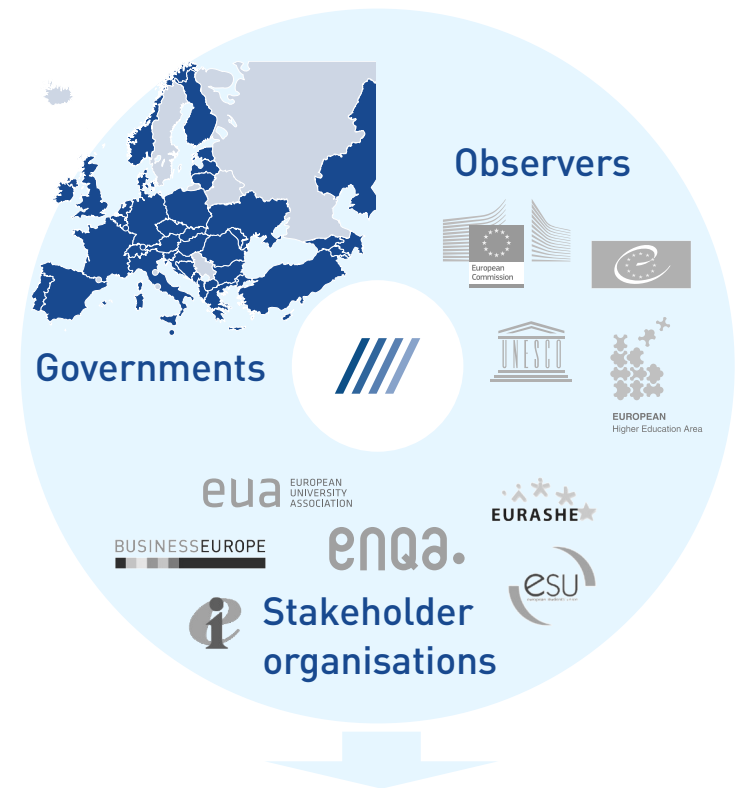 Observers
European
Commission
UNESCO
Governments
EUROPEAN
Higher Education Area
eua EUROPEAN
UNIVERSITY
ASSOCIATION
EURASHE
BUSINESSEUROPE
enqa.
esu
ei
Stakeholder
organisations